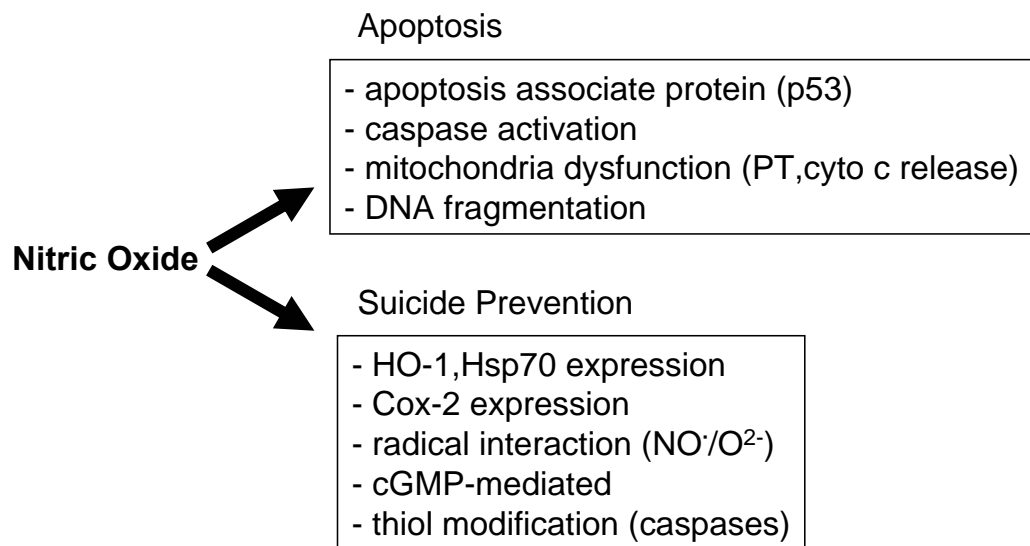 Apoptosis
- apoptosis associate protein (p53)
- caspase activation
- mitochondria dysfunction (PT,cyto c release)
- DNA fragmentation
Nitric Oxide
Suicide Prevention
- HO-1,Hsp70 expression
- Cox-2 expression
- radical interaction (NO·/O²⁻)
- cGMP-mediated
- thiol modification (caspases)